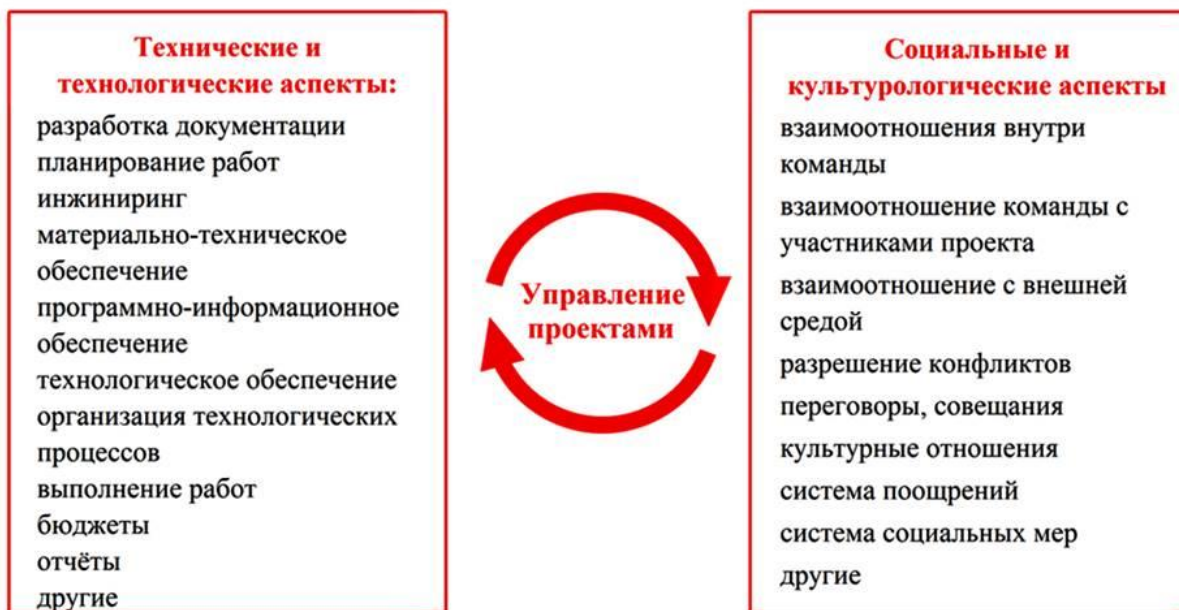 Технические и
технологические аспекты:
разработка документации
планирование работ
инжиниринг
материально-техническое
обеспечение
программно-информационное
обеспечение
технологическое обеспечение
организация технологических
процессов
выполнение работ
бюджеты
отчёты
другие
Управление
проектами
Социальные и
культурологические аспекты
взаимоотношения внутри
команды
взаимоотношение команды с
участниками проекта
взаимоотношение с внешней
средой
разрешение конфликтов
переговоры, совещания
культурные отношения
система поощрений
система социальных мер
другие